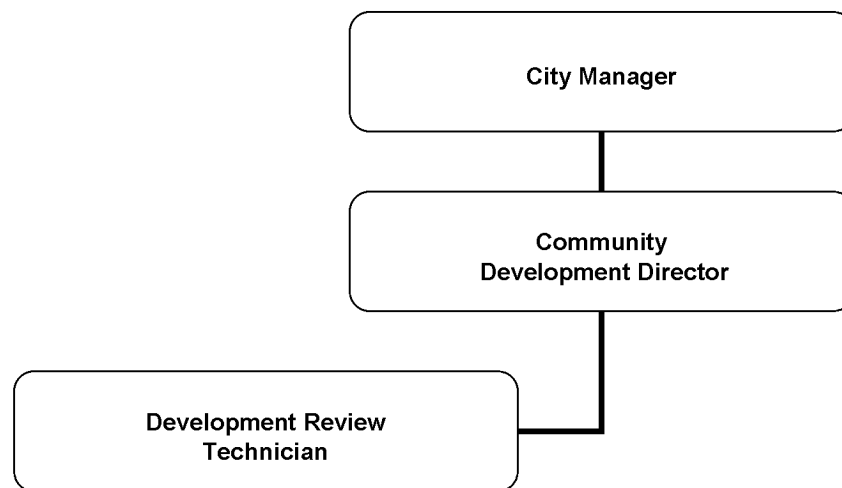 City Manager
Community
Development Director
Development Review
Technician